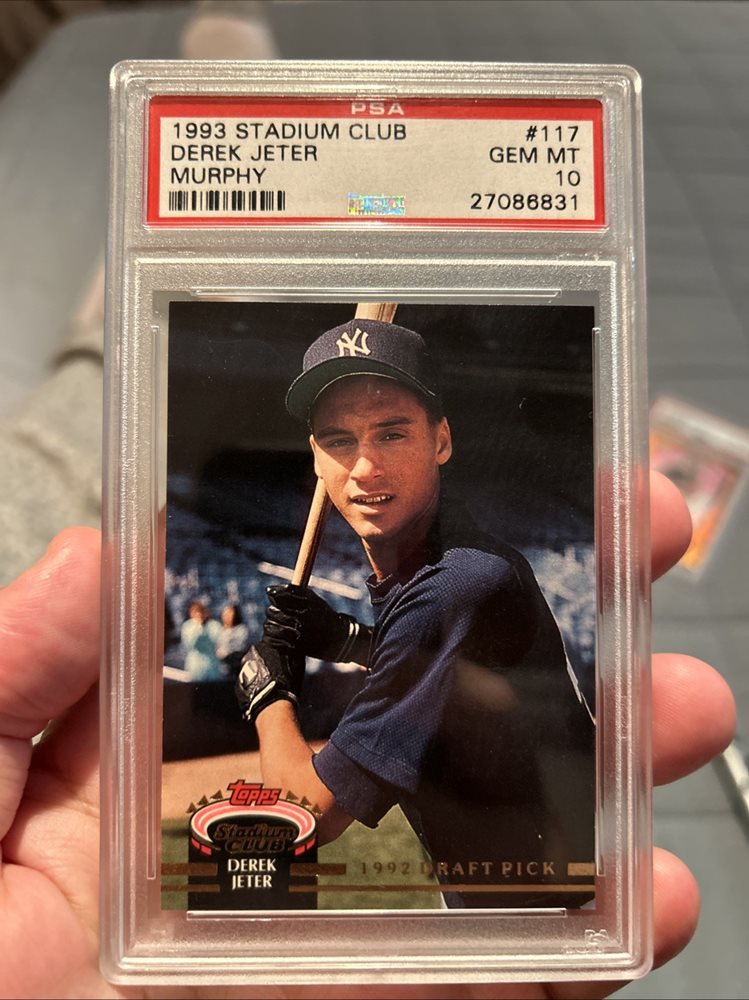 PSA
1993 STADIUM CLUB #117
DEREK JETER GEM MT
MURPHY 10
27086831
NY
Topps
Stadium
CLUB
DEREK
JETER
1992 DRAFT PICK